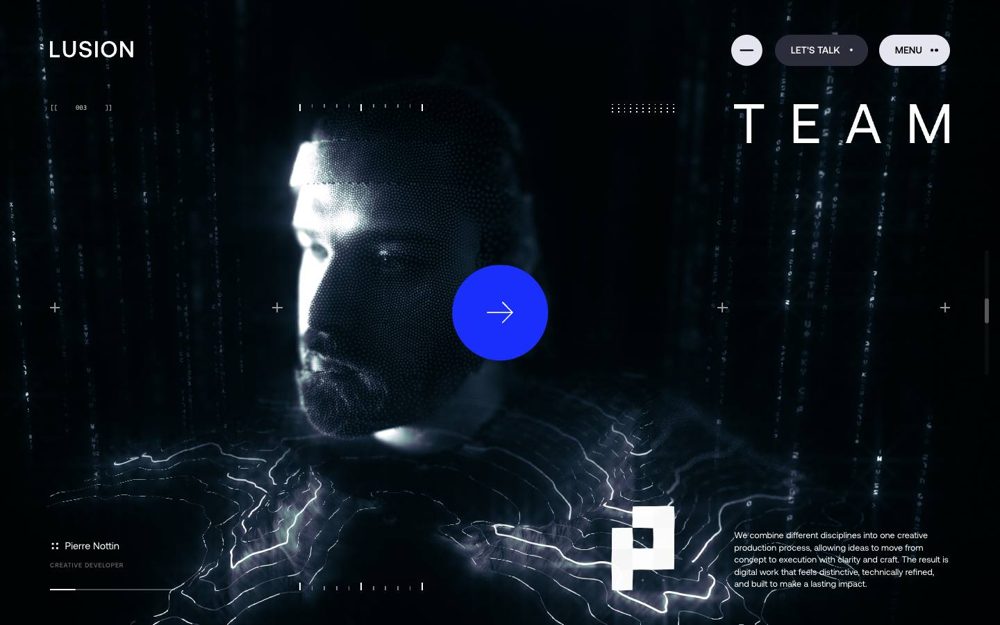 LUSION
LET'S TALK
MENU
[[ 003 ]]
TEAM
Pierre Nottin
CREATIVE DEVELOPER
We combine different disciplines into one creative
production process, allowing ideas to move from
concept to execution with clarity and craft. The result is
digital work that feels distinctive, technically refined,
and built to make a lasting impact.